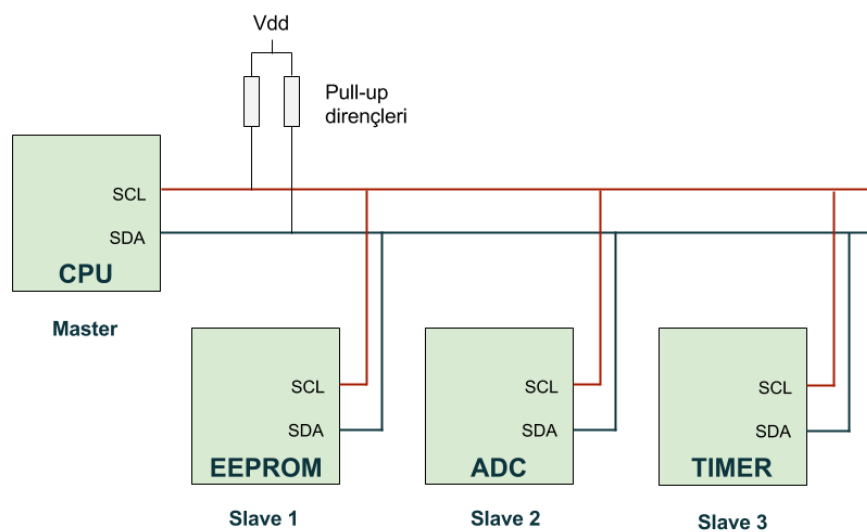 Vdd
Pull-up
dirençleri
SCL
SDA
CPU
Master
SCL
SDA
EEPROM
Slave 1
SCL
SDA
ADC
Slave 2
SCL
SDA
TIMER
Slave 3